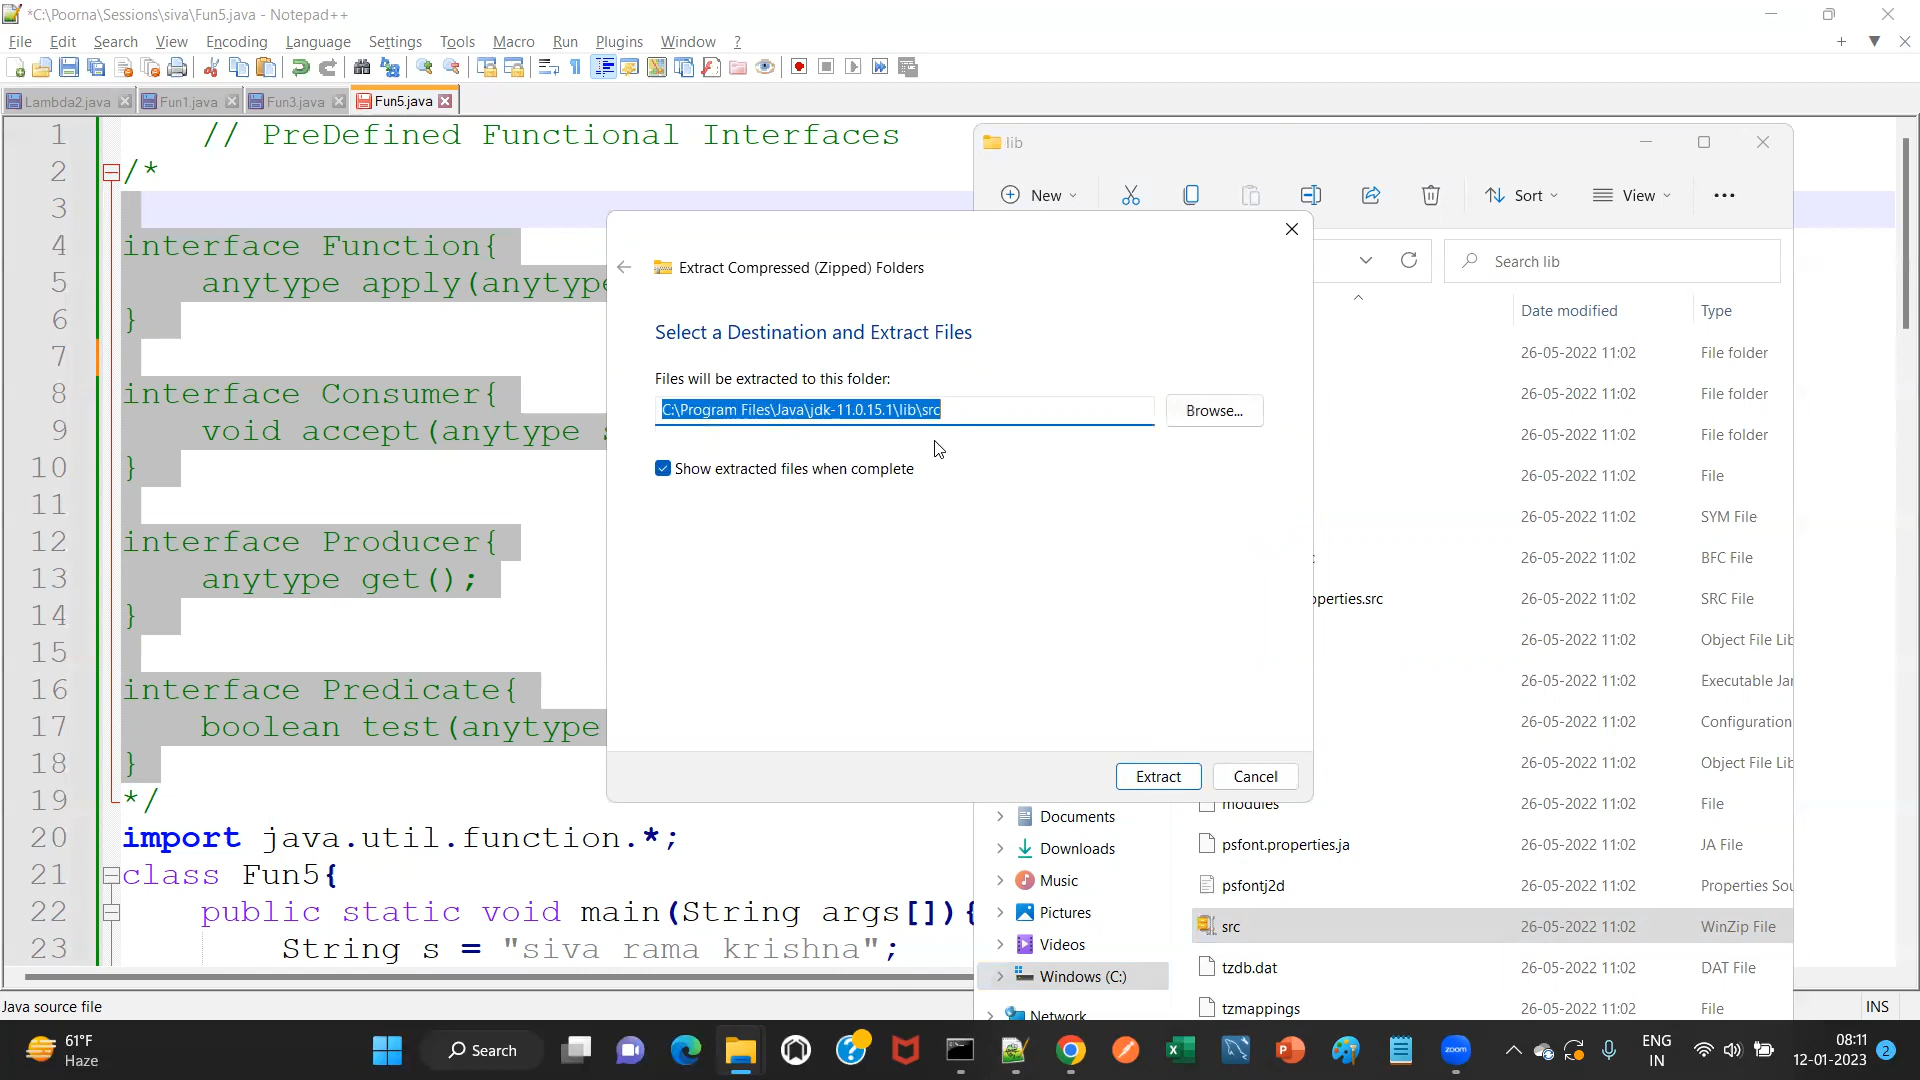 *C:\Poorna\Sessions\siva\Fun5.java - Notepad++
File Edit Search View Encoding Language Settings Tools Macro Run Plugins Window ?
Lambda2.java Fun1.java Fun3.java Fun5.java
1 // PreDefined Functional Interfaces
2 /*
3
4 interface Function{
5 anytype apply(anytype
6 }
7
8 interface Consumer{
9 void accept(anytype
10 }
11
12 interface Producer{
13 anytype get();
14 }
15
16 interface Predicate{
17 boolean test(anytype
18 }
19 */
20 import java.util.function.*;
21 class Fun5{
22 public static void main(String args[]){
23 String s = "siva rama krishna";
Java source file
INS
lib
New
Sort
View
Search lib
Date modified Type
26-05-2022 11:02 File folder
26-05-2022 11:02 File folder
26-05-2022 11:02 File folder
26-05-2022 11:02 File
26-05-2022 11:02 SYM File
26-05-2022 11:02 BFC File
operties.src 26-05-2022 11:02 SRC File
26-05-2022 11:02 Object File Lib
26-05-2022 11:02 Executable Jar
26-05-2022 11:02 Configuration
26-05-2022 11:02 Object File Lib
modules 26-05-2022 11:02 File
psfont.properties.ja 26-05-2022 11:02 JA File
psfontj2d 26-05-2022 11:02 Properties Sou
src 26-05-2022 11:02 WinZip File
tzdb.dat 26-05-2022 11:02 DAT File
tzmappings 26-05-2022 11:02 File
Documents
Downloads
Music
Pictures
Videos
Windows (C:)
Network
Extract Compressed (Zipped) Folders
Select a Destination and Extract Files
Files will be extracted to this folder:
C:\Program Files\Java\jdk-11.0.15.1\lib\src
Browse...
Show extracted files when complete
Extract
Cancel
61°F
Haze
Search
zoom
ENG
IN
08:11
12-01-2023
2